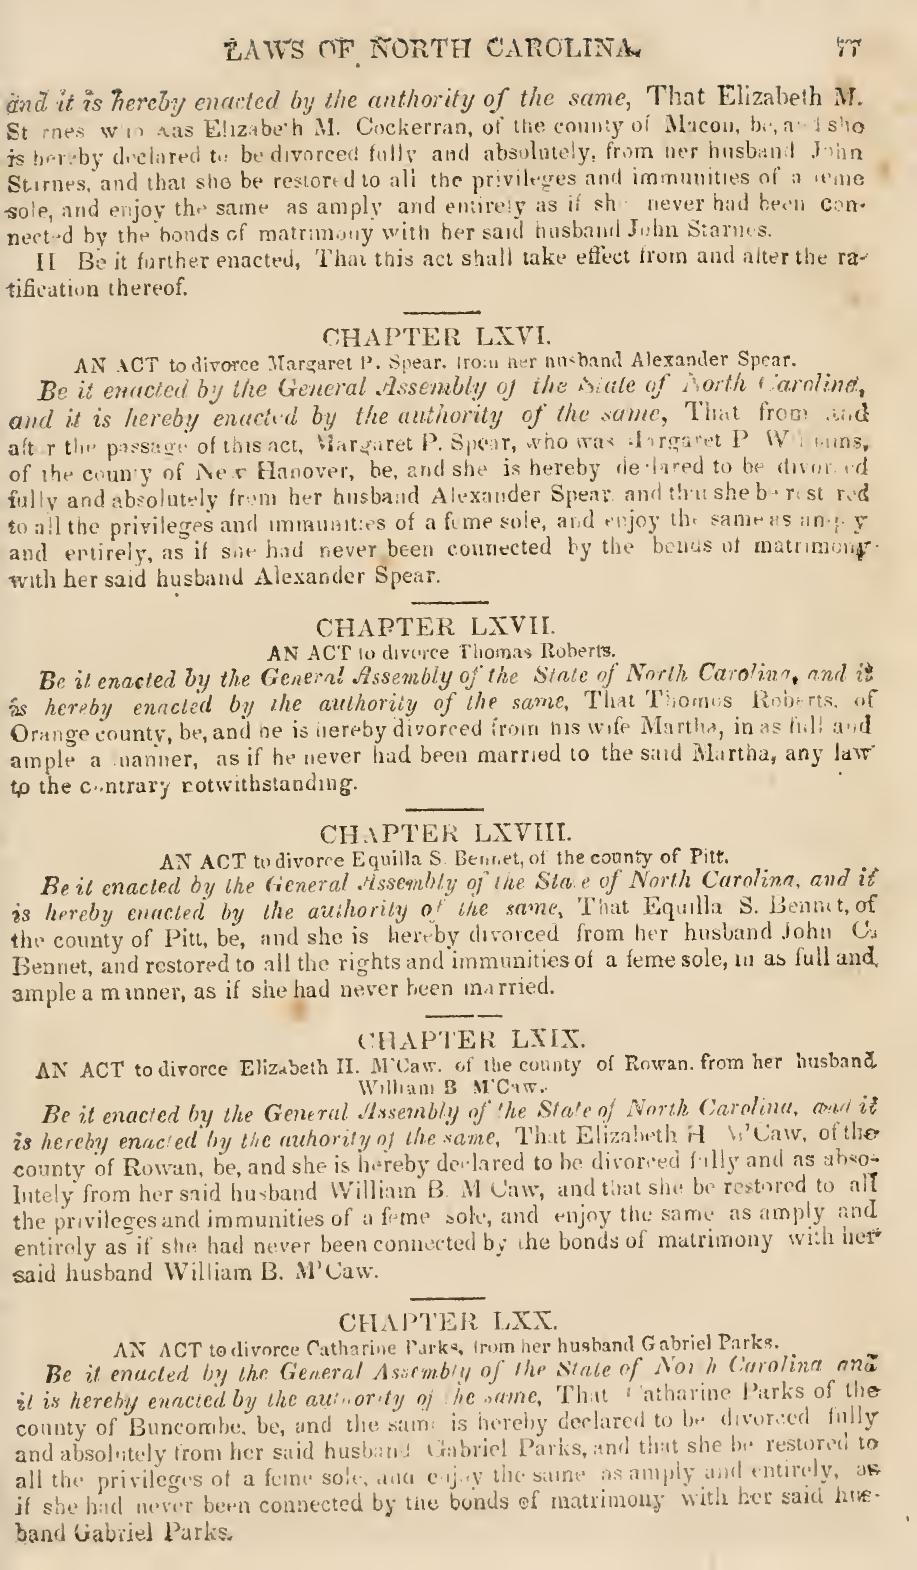 LAWS OF NORTH CAROLINA. 77
and it is hereby enacted by the authority of the same, That Elizabeth M.
Elizabeth M. Cockerran, of the county of Macon, be, and she
is hereby declared to be divorced fully and absolutely, from her husband John
Starnes, and that she be restored to all the privileges and immunities of a feme
sole, and enjoy the same as amply and entirely as if she never had been con-
nected by the bonds of matrimony with her said husband John Starnes.
II Be it further enacted, That this act shall take effect from and after the ra-
tification thereof.
CHAPTER LXVI.
AN ACT to divorce Margaret P. Spear, from her husband Alexander Spear.
Be it enacted by the General Assembly of the State of North Carolina,
and it is hereby enacted by the authority of the same, That from and
after the passage of this act, Margaret P. Spear, who was Margaret P
of the county of New Hanover, be, and she is hereby declared to be divorced
fully and absolutely from her husband Alexander Spear and that she be restored
to all the privileges and immunities of a feme sole, and enjoy the same as amply
and entirely, as if she had never been connected by the bonds of matrimony
with her said husband Alexander Spear.
CHAPTER LXVII.
AN ACT to divorce Thomas Roberts.
Be it enacted by the General Assembly of the State of North Carolina, and it
is hereby enacted by the authority of the same, That Thomas Roberts, of
Orange county, be, and he is hereby divorced from his wife Martha, in as full and
ample a manner, as if he never had been married to the said Martha, any law
to the contrary notwithstanding.
CHAPTER LXVIII.
AN ACT to divorce Equilla S. Bennet, of the county of Pitt.
Be it enacted by the General Assembly of the State of North Carolina, and it
is hereby enacted by the authority of the same, That Equilla S. Bennet, of
the county of Pitt, be, and she is hereby divorced from her husband John C.
Bennet, and restored to all the rights and immunities of a feme sole, in as full and
ample a manner, as if she had never been married.
CHAPTER LXIX.
AN ACT to divorce Elizabeth H. M'Caw. of the county of Rowan. from her husband
William B M'Caw.
Be it enacted by the General Assembly of the State of North Carolina, and it
is hereby enacted by the auhority of the same, That Elizabeth H M'Caw, of the
county of Rowan, be, and she is hereby declared to be divorced fully and as abso-
lutely from her said husband William B. M Caw, and that she be restored to all
the privileges and immunities of a feme sole, and enjoy the same as amply and
entirely as if she had never been connected by the bonds of matrimony with her
said husband William B. M'Caw.
CHAPTER LXX.
AN ACT to divorce Catharine Parks, from her husband Gabriel Parks.
Be it enacted by the General Assembly of the State of North Carolina and
it is hereby enacted by the authority of the same, That Catharine Parks of the
county of Buncombe, be, and the same is hereby declared to be divorced fully
and absolutely from her said husband Gabriel Parks, and that she be restored to
all the privileges of a feme sole, and enjoy the same as amply and entirely, as
if she had never been connected by the bonds of matrimony with her said hus-
band Gabriel Parks.